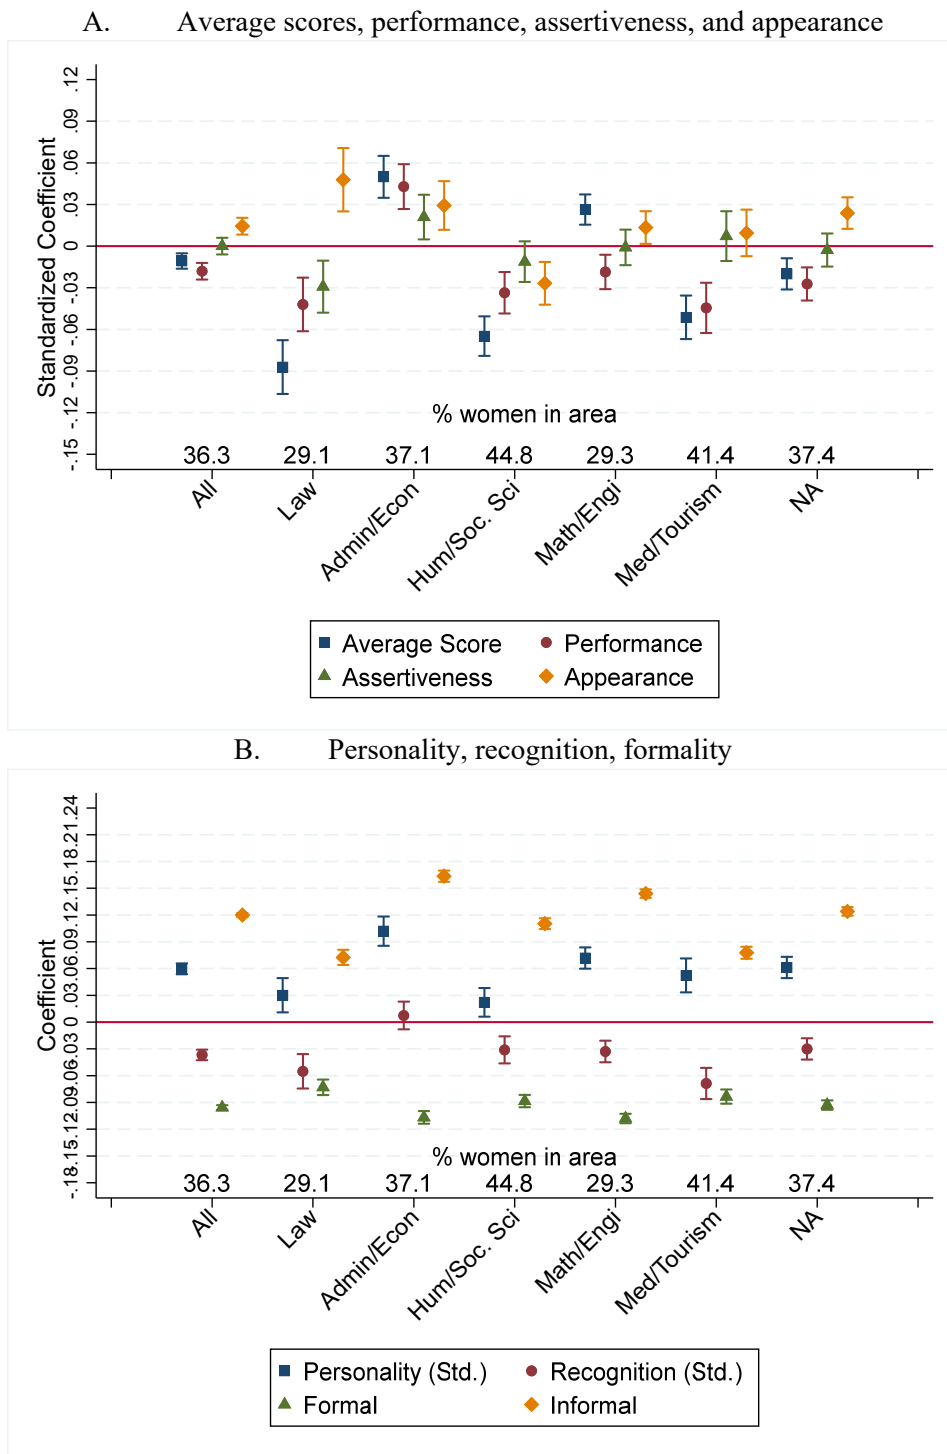 A. Average scores, performance, assertiveness, and appearance
Standardized Coefficient
.12
.09
.06
.03
0
-.03
-.06
-.09
-.12
-.15
% women in area
36.3 29.1 37.1 44.8 29.3 41.4 37.4
All Law Admin/Econ Hum/Soc. Sci Math/Engi Med/Tourism NA
Average Score Performance
Assertiveness Appearance
B. Personality, recognition, formality
Coefficient
-.18.15.12.09.06.03 0 .03.06.09.12.15.18.21.24
% women in area
36.3 29.1 37.1 44.8 29.3 41.4 37.4
All Law Admin/Econ Hum/Soc. Sci Math/Engi Med/Tourism NA
Personality (Std.) Recognition (Std.)
Formal Informal